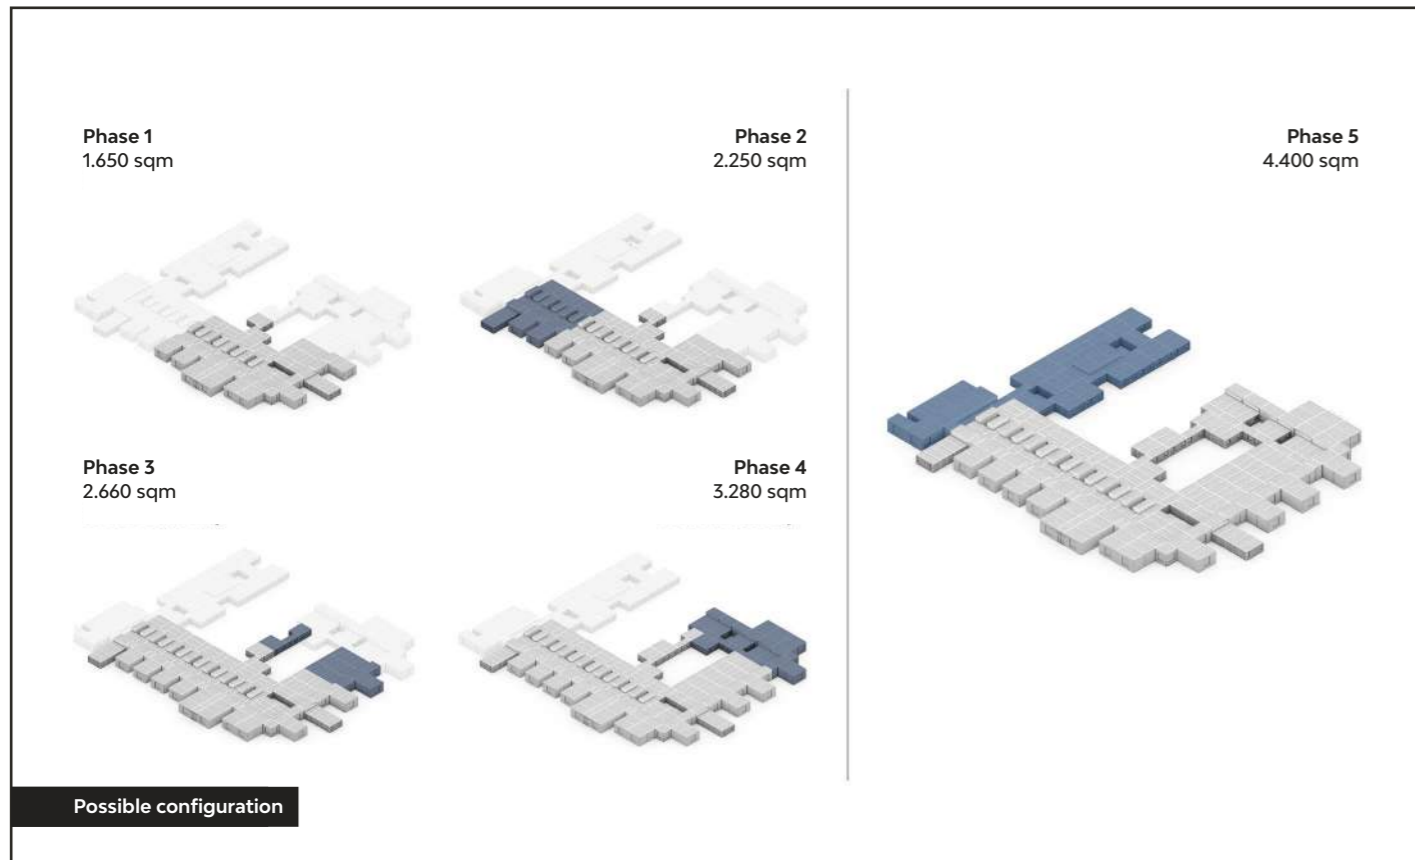 Phase 1
1.650 sqm
Phase 2
2.250 sqm
Phase 5
4.400 sqm
Phase 3
2.660 sqm
Phase 4
3.280 sqm
Possible configuration